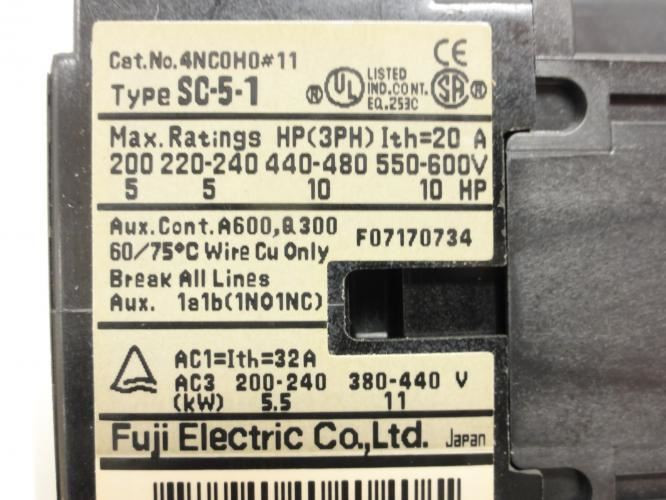 Cat.No.4NC0H0#11
CE
Type SC-5-1
® UL LISTED IND.CONT. EQ.253C SA ®
Max.Ratings HP(3PH) Ith=20 A
200 220-240 440-480 550-600V
5 5 10 10 HP
Aux.Cont.A600,Q300
F07170734
60/75°C Wire Cu Only
Break All Lines
Aux. 1a1b(1NO1NC)
AC1=Ith=32A
AC3 200-240 380-440 V
(kW) 5.5 11
Fuji Electric Co.,Ltd. Japan